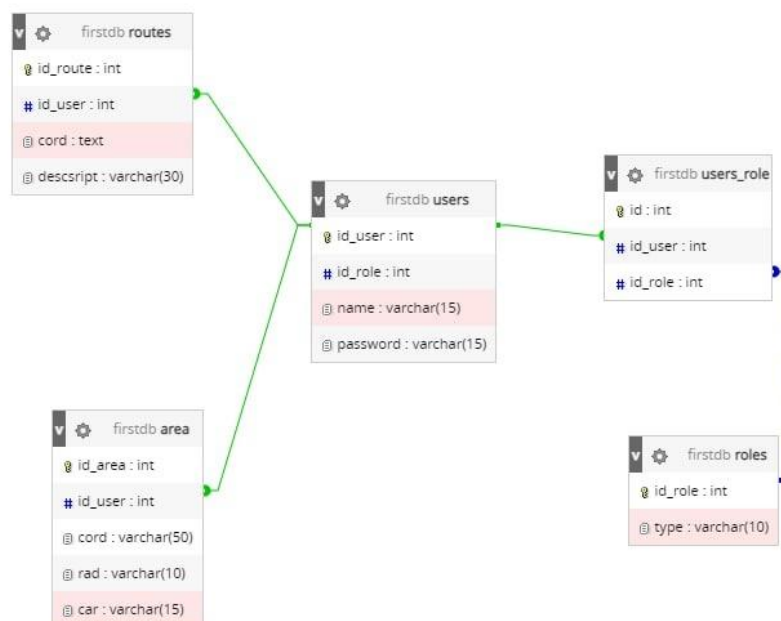 v firstdb routes
id_route : int
# id_user : int
cord : text
descsript : varchar(30)
v firstdb users
id_user : int
# id_role : int
name : varchar(15)
password : varchar(15)
v firstdb users_role
id : int
# id_user : int
# id_role : int
v firstdb area
id_area : int
# id_user : int
cord : varchar(50)
rad : varchar(10)
car : varchar(15)
v firstdb roles
id_role : int
type : varchar(10)